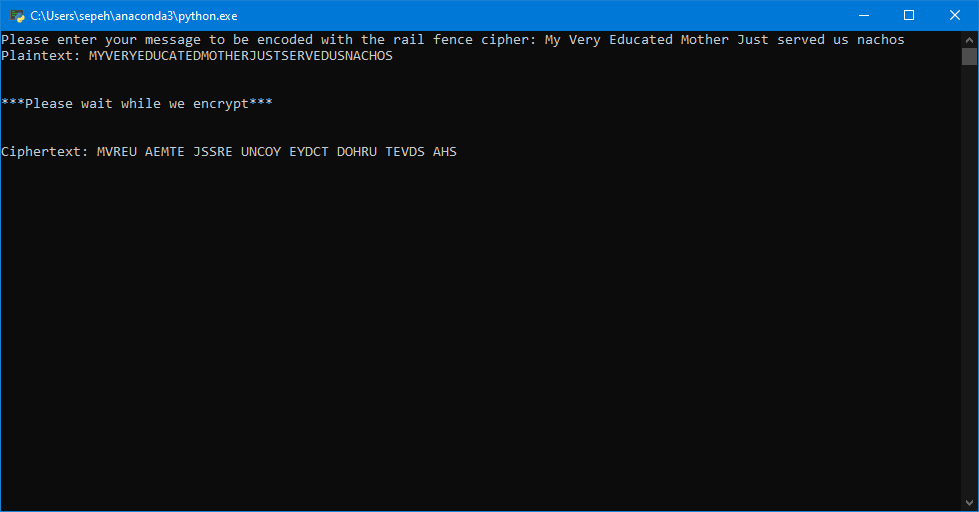 C:\Users\sepeh\anaconda3\python.exe
Please enter your message to be encoded with the rail fence cipher: My Very Educated Mother Just served us nachos
Plaintext: MYVERYEDUCATEDMOTHERJUSTSERVEDUSNACHOS
***Please wait while we encrypt***
Ciphertext: MVREU AEMTE JSSRE UNCOY EYDCT DOHRU TEVDS AHS